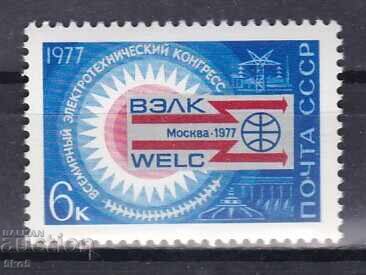 1977
ВСЕМИРНЫЙ ЭЛЕКТРОТЕХНИЧЕСКИЙ КОНГРЕСС
ВЭЛК
Москва·1977
WELC
6к
ПОЧТА СССР